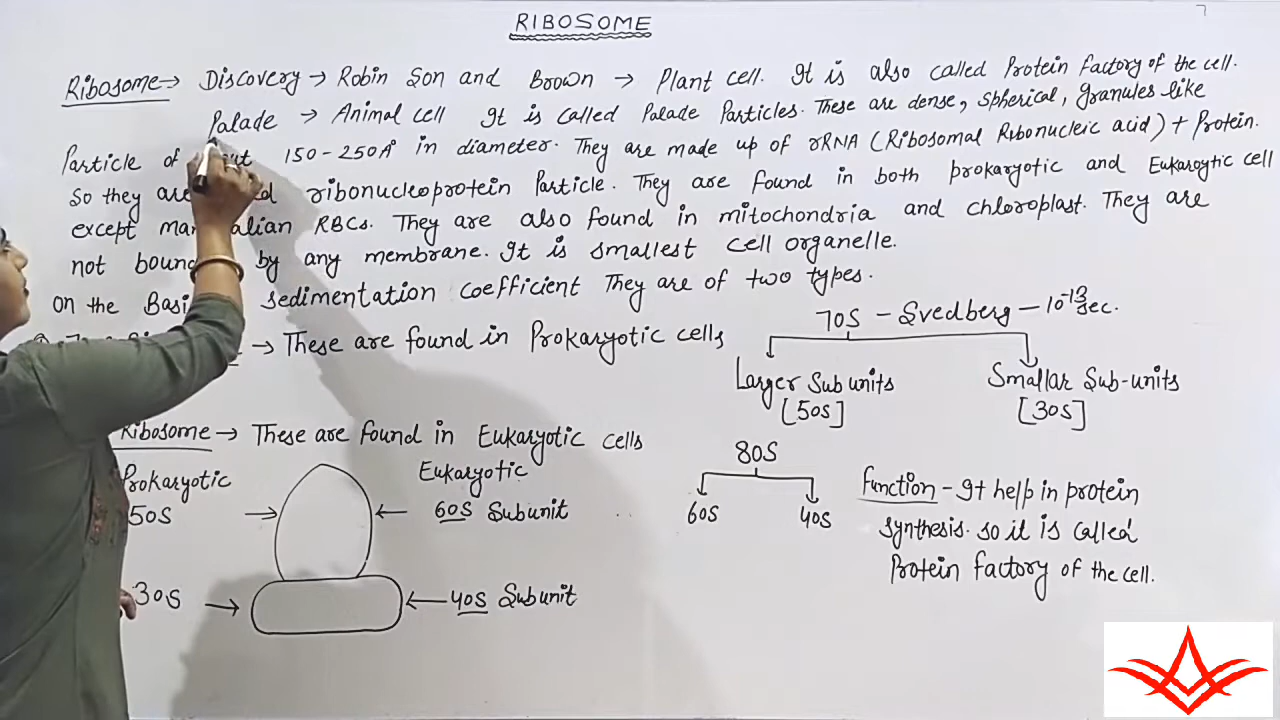 RIBOSOME
Ribosome → Discovery → Robin Son and Brown → Plant cell. It is also called Protein factory of the cell.
Palade → Animal cell It is called Palade Particles. These are dense, spherical, granules like
Particle of 150-250A° in diameter. They are made up of rRNA (Ribosomal Ribonucleic acid) + Protein.
So they are ribonucleoprotein Particle. They are found in both prokaryotic and Eukaroytic cell
except RBCs. They are also found in mitochondria and chloroplast. They are
not by any membrane. It is smallest cell organelle.
on the sedimentation coefficient They are of two types.
70S - Svedberg - 10⁻¹³ sec.
→ These are found in Prokaryotic cells
Larger Sub units
[50S]
Smallar Sub-units
[30S]
Ribosome → These are found in Eukaryotic cells
80S
60S 40S
Prokaryotic Eukaryotic
50S → ← 60S Subunit
30S → ← 40S Subunit
Function - It help in protein
synthesis. so it is called
Protein factory of the cell.